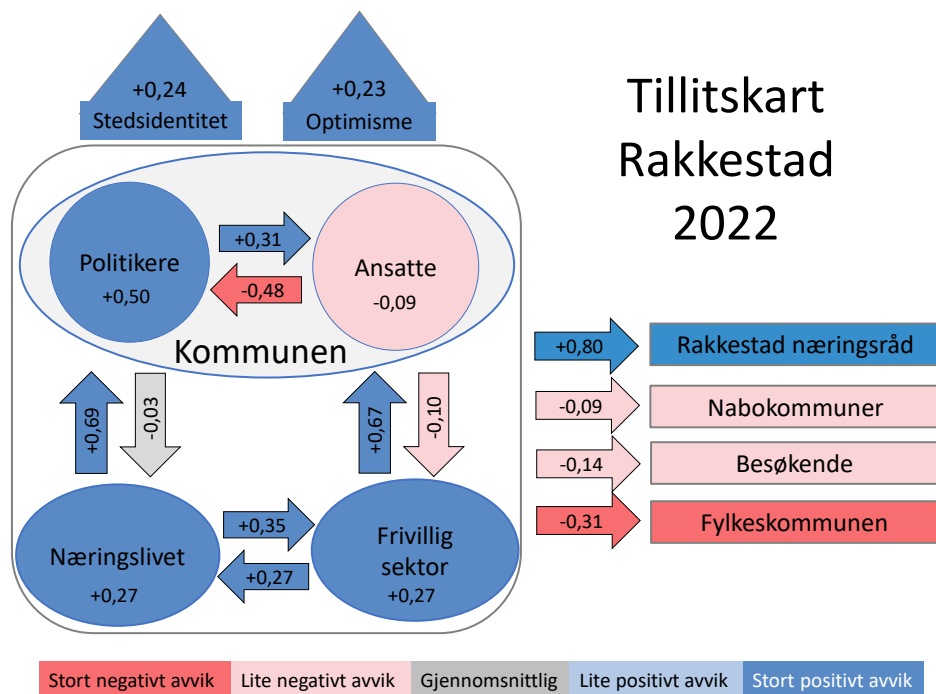 +0,24
Stedsidentitet
+0,23
Optimisme
Tillitskart
Rakkestad
2022
Politikere
+0,50
+0,31
-0,48
Ansatte
-0,09
Kommunen
+0,69
-0,03
+0,67
-0,10
Næringslivet
+0,27
+0,35
+0,27
Frivillig
sektor
+0,27
+0,80
Rakkestad næringsråd
-0,09
Nabokommuner
-0,14
Besøkende
-0,31
Fylkeskommunen
Stort negativt avvik
Lite negativt avvik
Gjennomsnittlig
Lite positivt avvik
Stort positivt avvik